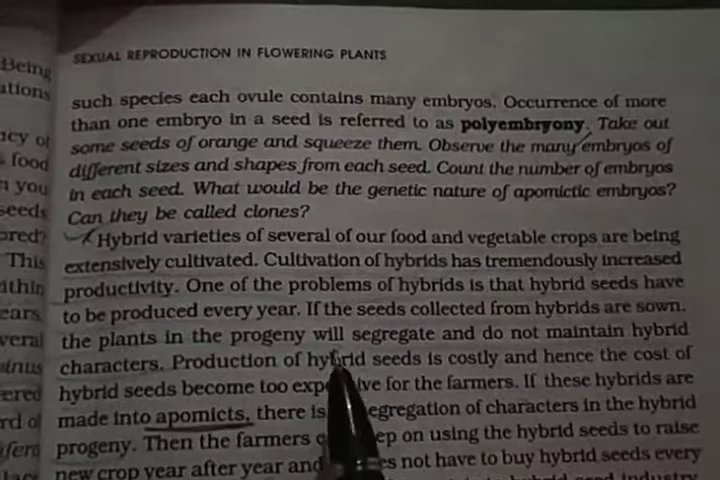 SEXUAL REPRODUCTION IN FLOWERING PLANTS
such species each ovule contains many embryos. Occurrence of more
than one embryo in a seed is referred to as polyembryony. Take out
some seeds of orange and squeeze them. Observe the many embryos of
different sizes and shapes from each seed. Count the number of embryos
in each seed. What would be the genetic nature of apomictic embryos?
Can they be called clones?
Hybrid varieties of several of our food and vegetable crops are being
extensively cultivated. Cultivation of hybrids has tremendously increased
productivity. One of the problems of hybrids is that hybrid seeds have
to be produced every year. If the seeds collected from hybrids are sown,
the plants in the progeny will segregate and do not maintain hybrid
characters. Production of hybrid seeds is costly and hence the cost of
hybrid seeds become too exp ive for the farmers. If these hybrids are
made into apomicts, there is egregation of characters in the hybrid
progeny. Then the farmers ep on using the hybrid seeds to raise
new crop year after year and es not have to buy hybrid seeds every